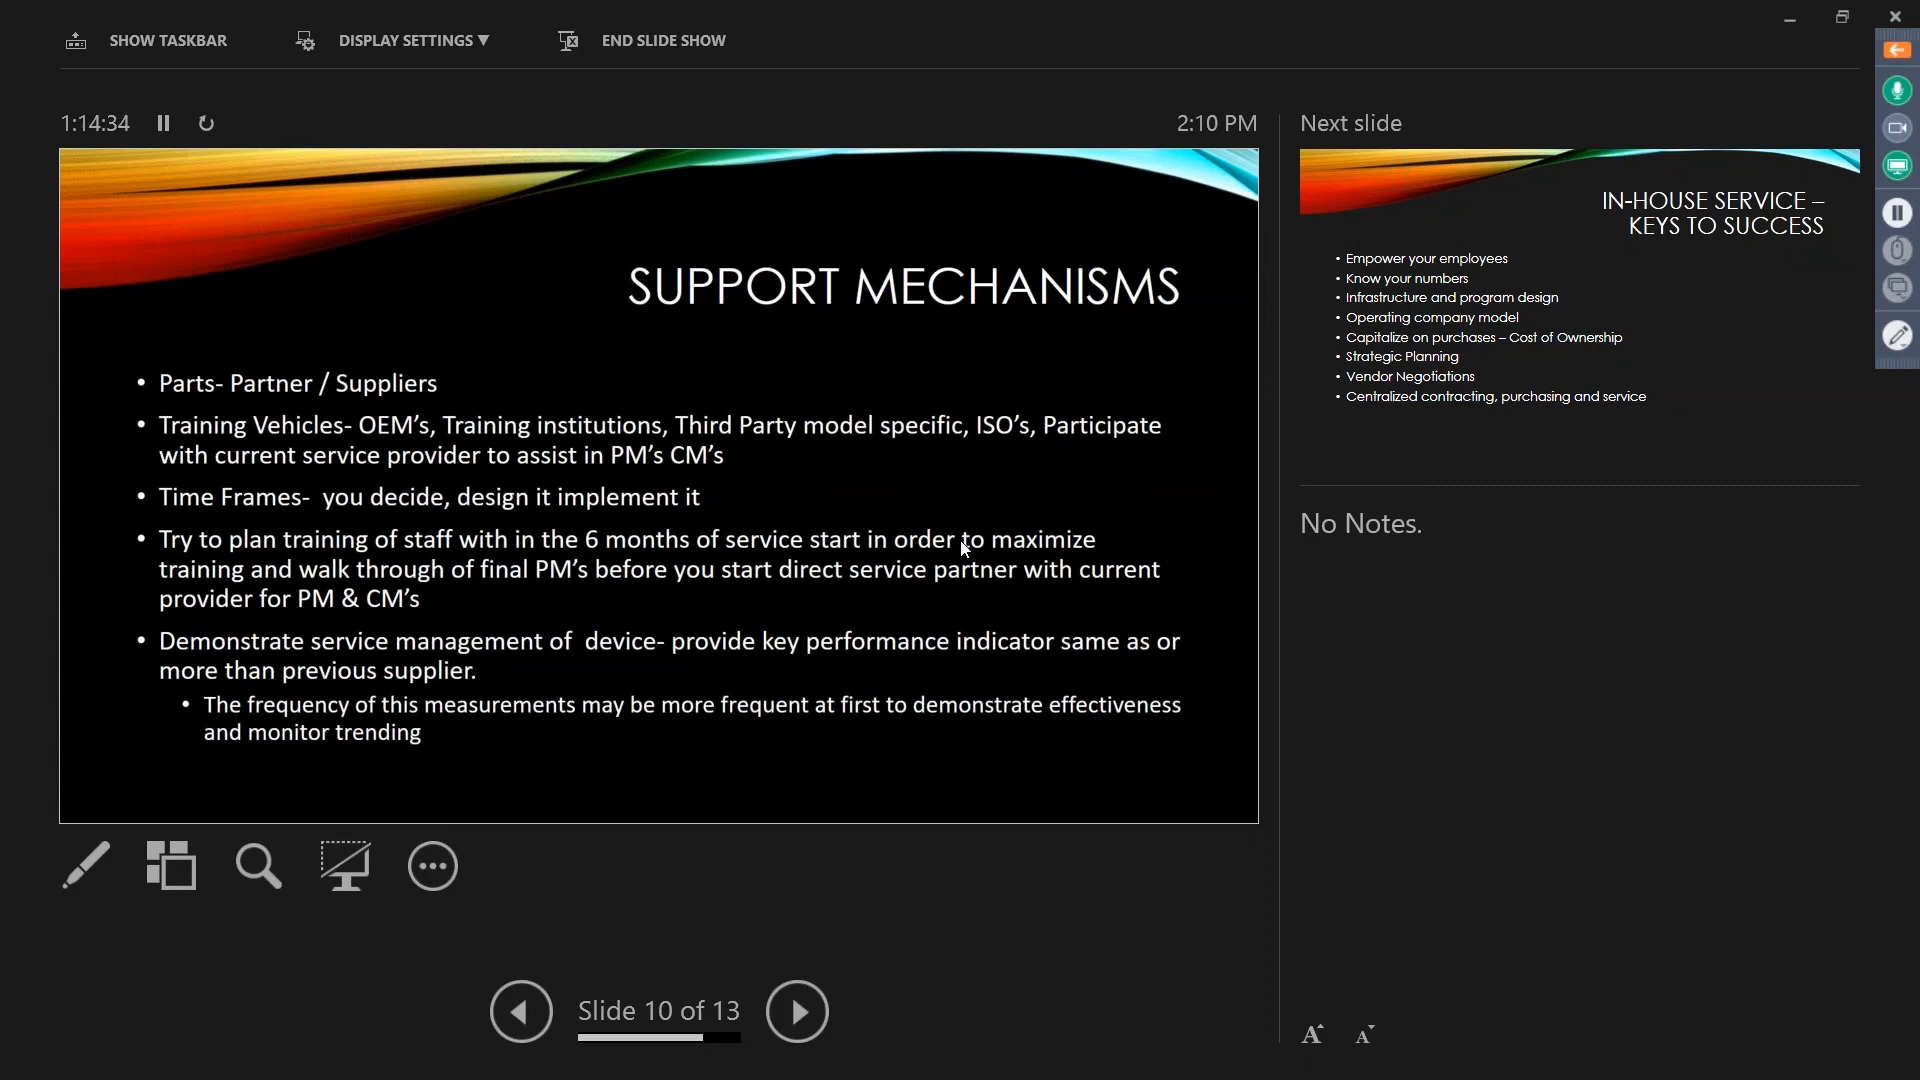 SHOW TASKBAR
DISPLAY SETTINGS ▼
END SLIDE SHOW
1:14:34
2:10 PM
SUPPORT MECHANISMS
• Parts- Partner / Suppliers
• Training Vehicles- OEM’s, Training institutions, Third Party model specific, ISO’s, Participate
with current service provider to assist in PM’s CM’s
• Time Frames-  you decide, design it implement it
• Try to plan training of staff with in the 6 months of service start in order to maximize
training and walk through of final PM’s before you start direct service partner with current
provider for PM & CM’s
• Demonstrate service management of  device- provide key performance indicator same as or
more than previous supplier.
• The frequency of this measurements may be more frequent at first to demonstrate effectiveness
and monitor trending
Slide 10 of 13
Next slide
IN-HOUSE SERVICE –
KEYS TO SUCCESS
• Empower your employees
• Know your numbers
• Infrastructure and program design
• Operating company model
• Capitalize on purchases – Cost of Ownership
• Strategic Planning
• Vendor Negotiations
• Centralized contracting, purchasing and service
No Notes.
A A